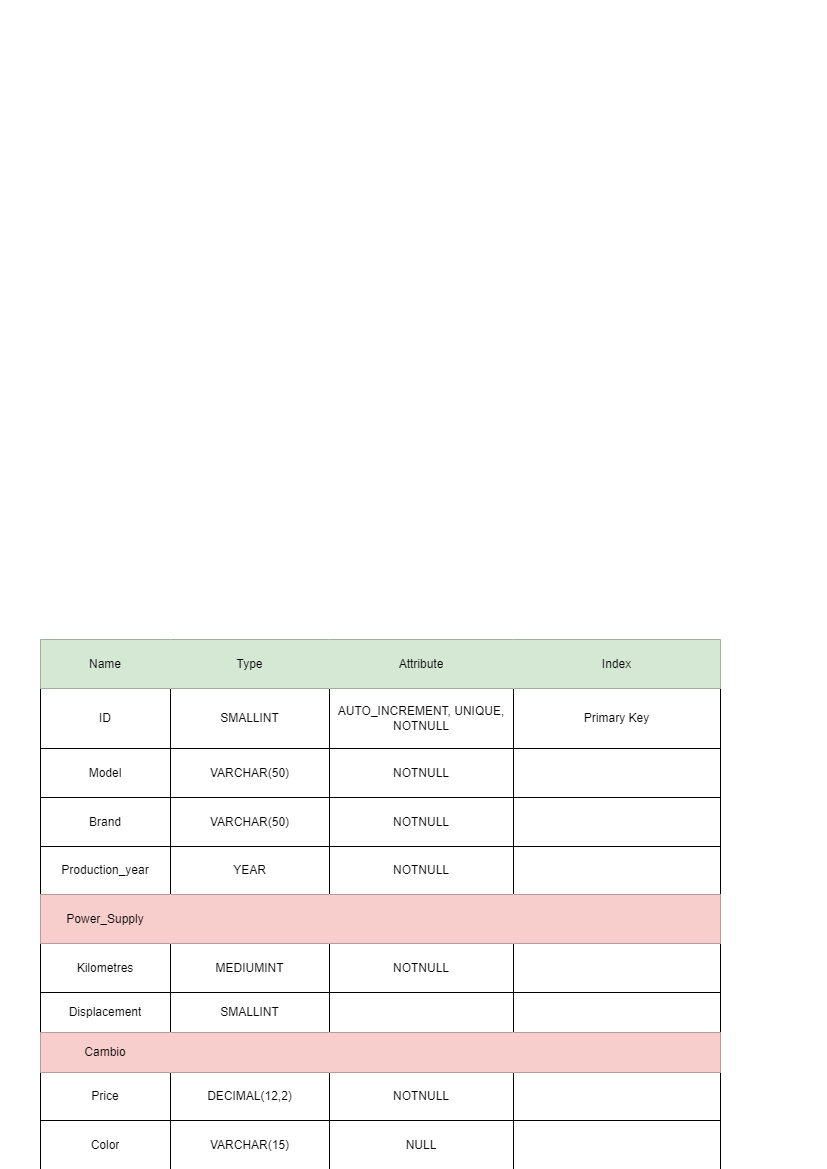 Name Type Attribute Index
ID SMALLINT AUTO_INCREMENT, UNIQUE, NOTNULL Primary Key
Model VARCHAR(50) NOTNULL
Brand VARCHAR(50) NOTNULL
Production_year YEAR NOTNULL
Power_Supply
Kilometres MEDIUMINT NOTNULL
Displacement SMALLINT
Cambio
Price DECIMAL(12,2) NOTNULL
Color VARCHAR(15) NULL